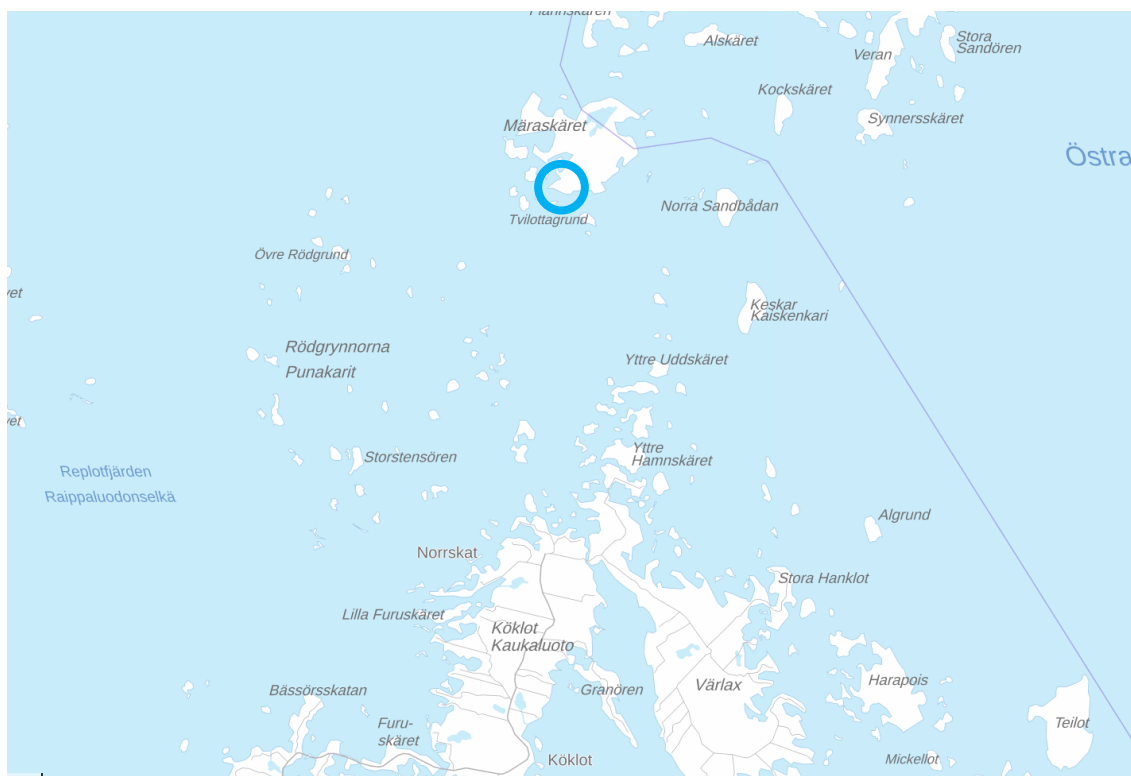 Alskäret
Stora
Sandören
Veran
Kockskäret
Synnersskäret
Märaskäret
Östra
Norra Sandbådan
Tvilottagrund
Övre Rödgrund
vet
Keskar
Kaiskenkari
Rödgrynnorna
Punakarit
Yttre Uddskäret
vet
Yttre
Hamnskäret
Storstensören
Replotfjärden
Raippaluodonselkä
Algrund
Norrskat
Stora Hanklot
Lilla Furuskäret
Köklot
Kaukaluoto
Harapois
Värlax
Granören
Bässörsskatan
Furu-
skäret
Teilot
Köklot
Mickellot